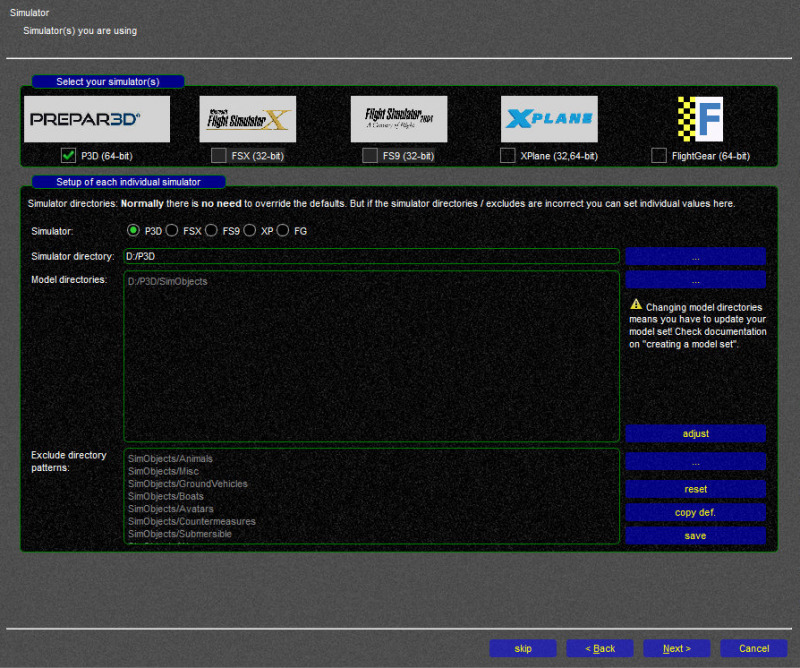 Simulator
Simulator(s) you are using
Select your simulator(s)
PREPAR3D
Microsoft
Flight Simulator X
Flight Simulator 2004
A Century of Flight
XPLANE
F
P3D (64-bit)
FSX (32-bit)
FS9 (32-bit)
XPlane (32,64-bit)
FlightGear (64-bit)
Setup of each individual simulator
Simulator directories: Normally there is no need to override the defaults. But if the simulator directories / excludes are incorrect you can set individual values here.
Simulator:
P3D
FSX
FS9
XP
FG
Simulator directory:
D:/P3D
...
Model directories:
D:/P3D/SimObjects
...
Changing model directories
means you have to update your
model set! Check documentation
on "creating a model set".
adjust
Exclude directory
patterns:
SimObjects/Animals
SimObjects/Misc
SimObjects/GroundVehicles
SimObjects/Boats
SimObjects/Avatars
SimObjects/Countermeasures
SimObjects/Submersible
...
reset
copy def.
save
skip
< Back
Next >
Cancel